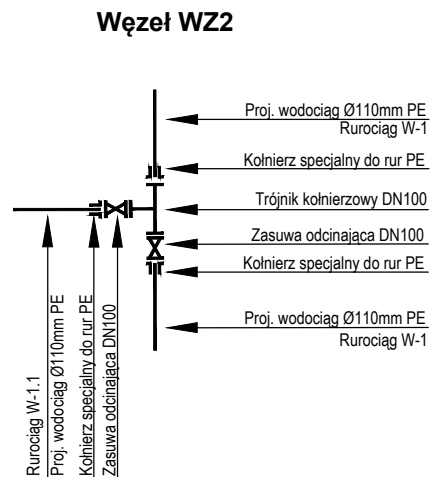 Węzeł WZ2
Proj. wodociąg Ø110mm PE
Rurociąg W-1
Kołnierz specjalny do rur PE
Trójnik kołnierzowy DN100
Zasuwa odcinająca DN100
Kołnierz specjalny do rur PE
Proj. wodociąg Ø110mm PE
Rurociąg W-1
Rurociąg W-1.1
Proj. wodociąg Ø110mm PE
Kołnierz specjalny do rur PE
Zasuwa odcinająca DN100